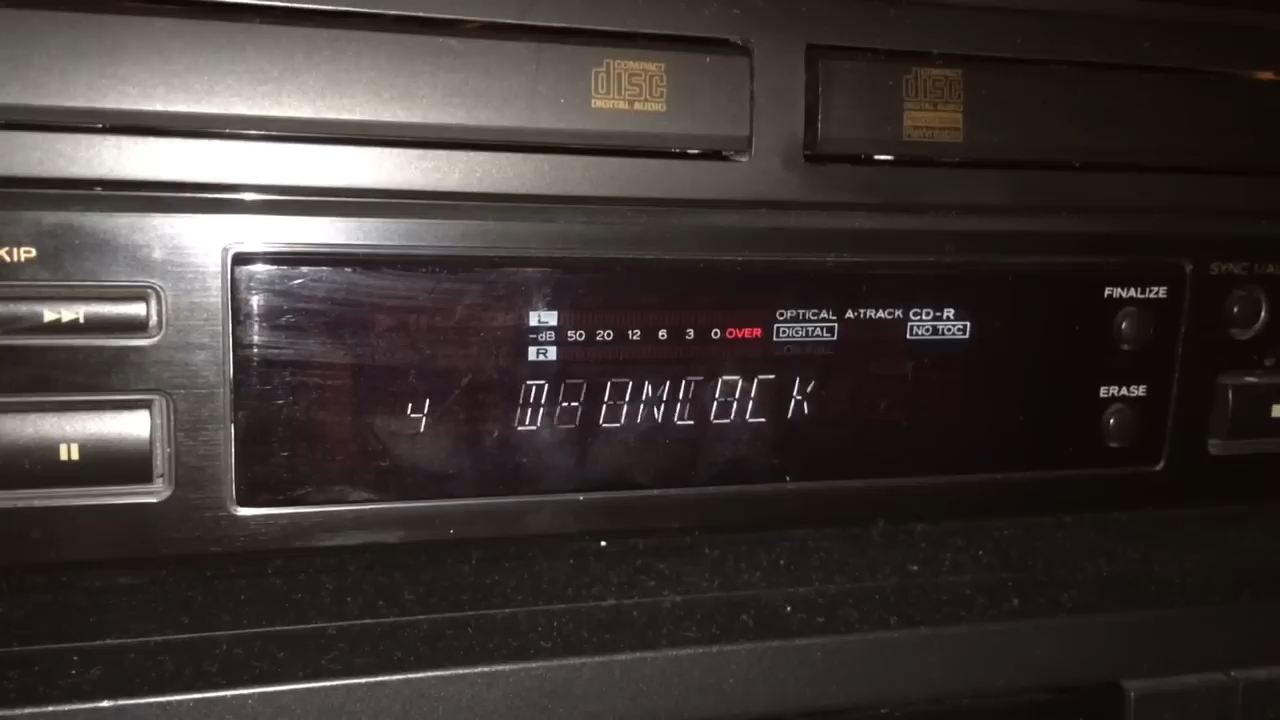 COMPACT
disc
DIGITAL AUDIO
COMPACT
disc
DIGITAL AUDIO
KIP
SYNC
L
-dB 50 20 12 6 3 0 OVER
R
OPTICAL A·TRACK CD-R
DIGITAL NO TOC
FINALIZE
ERASE
4